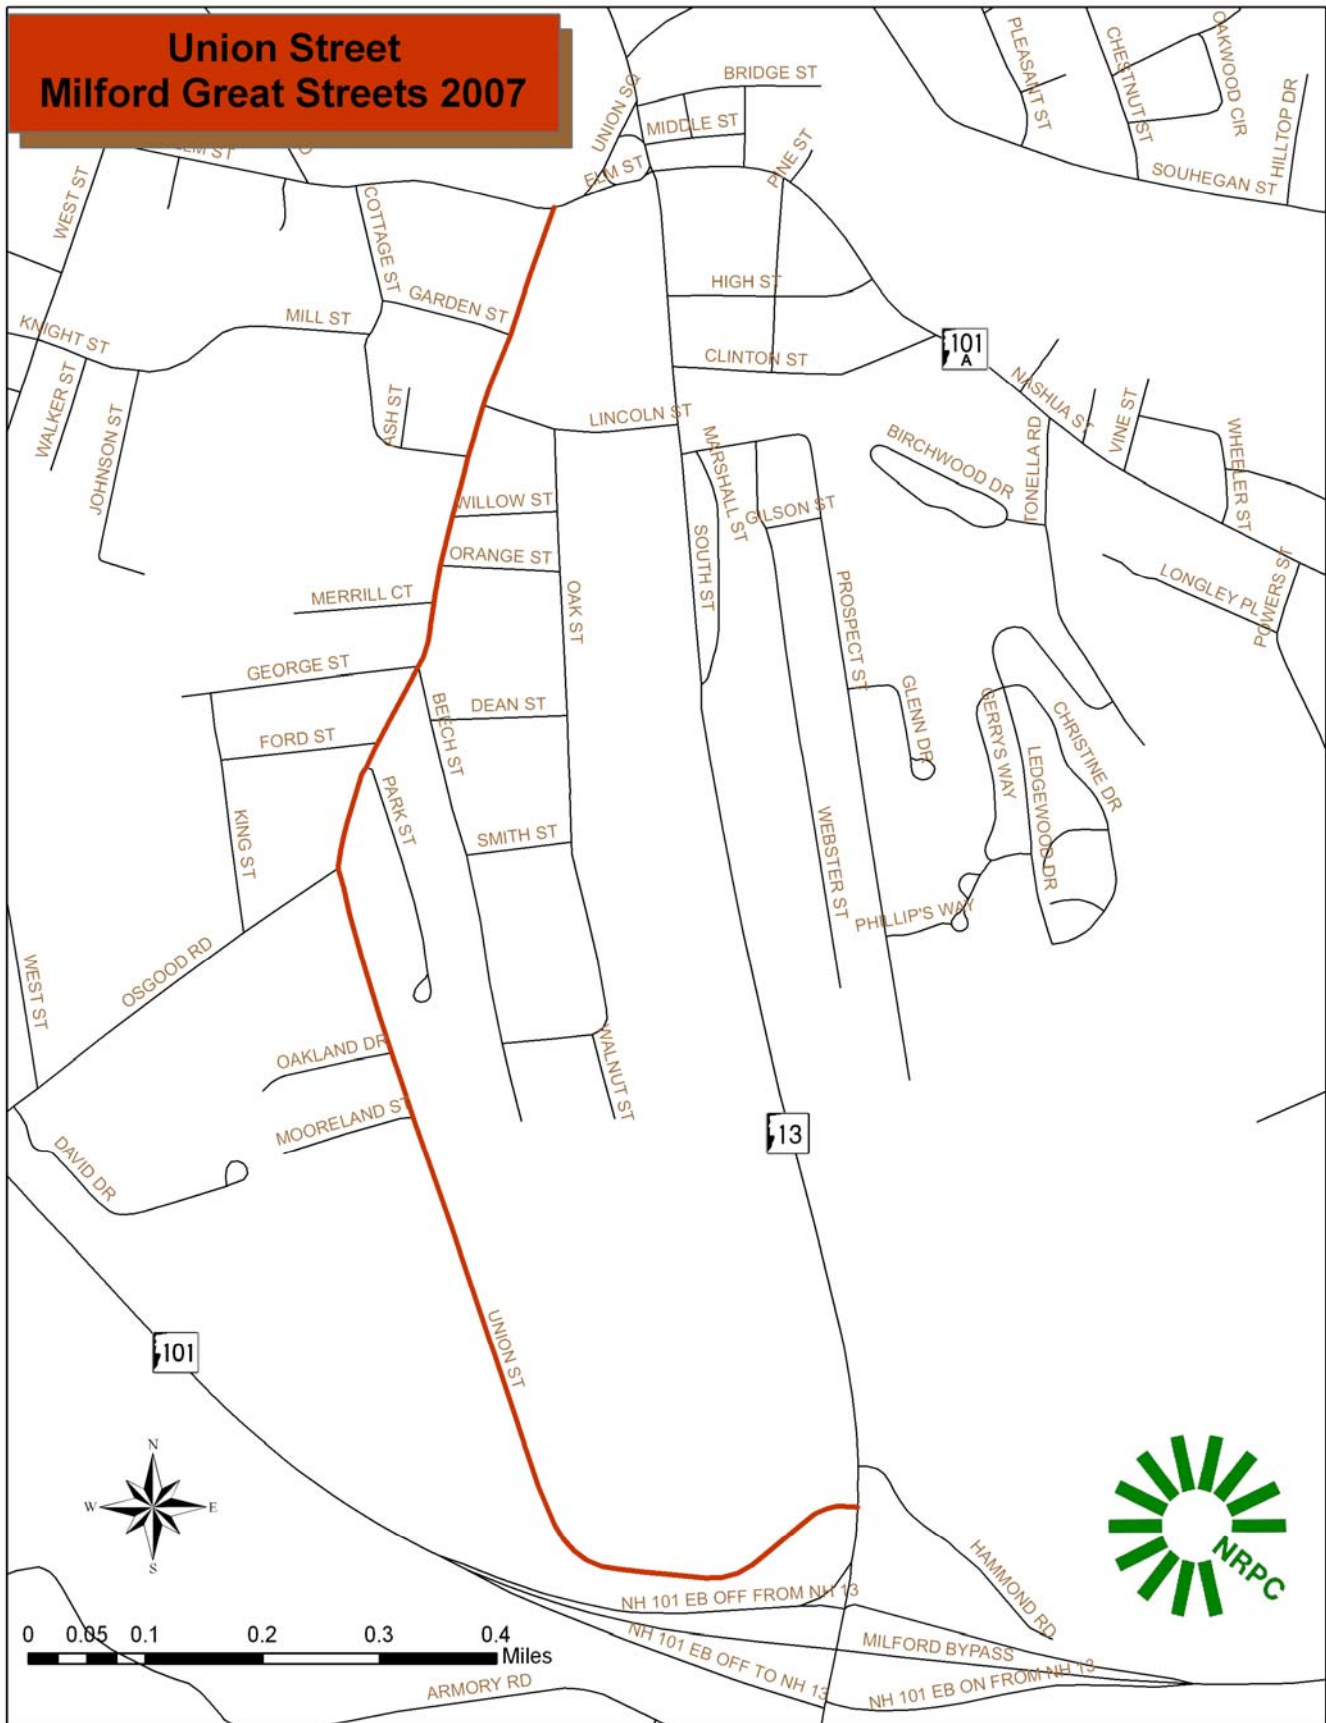 Union Street
Milford Great Streets 2007
BRIDGE ST
UNION SQ
MIDDLE ST
ELM ST
PINE ST
PLEASANT ST
CHESTNUT ST
OAKWOOD CIR
HILLTOP DR
SOUHEGAN ST
WEST ST
COTTAGE ST
GARDEN ST
MILL ST
KNIGHT ST
WALKER ST
JOHNSON ST
ASH ST
HIGH ST
CLINTON ST
101
A
NASHUA ST
VINE ST
WHEELER ST
TONELLA RD
BIRCHWOOD DR
LINCOLN ST
MARSHALL ST
GILSON ST
WILLOW ST
ORANGE ST
MERRILL CT
OAK ST
SOUTH ST
PROSPECT ST
LONGLEY PL
POWERS ST
GEORGE ST
BEECH ST
DEAN ST
FORD ST
PARK ST
KING ST
SMITH ST
GLENN DR
GERRYS WAY
LEDGEWOOD DR
CHRISTINE DR
WEBSTER ST
PHILLIP'S WAY
OSGOOD RD
WEST ST
OAKLAND DR
MOORELAND ST
WALNUT ST
DAVID DR
13
101
UNION ST
N
W E
S
NRPC
HAMMOND RD
NH 101 EB OFF FROM NH 13
NH 101 EB OFF TO NH 13
MILFORD BYPASS
NH 101 EB ON FROM NH 13
ARMORY RD
0 0.05 0.1 0.2 0.3 0.4
Miles